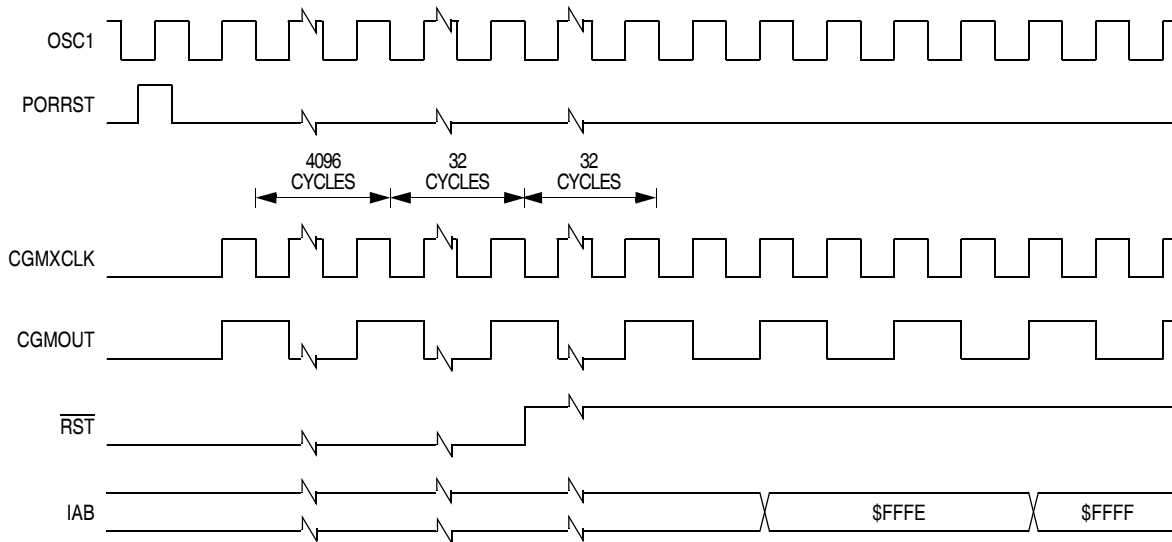 OSC1
PORRST
4096
CYCLES
32
CYCLES
32
CYCLES
CGMXCLK
CGMOUT
RST
IAB
$FFFE
$FFFF